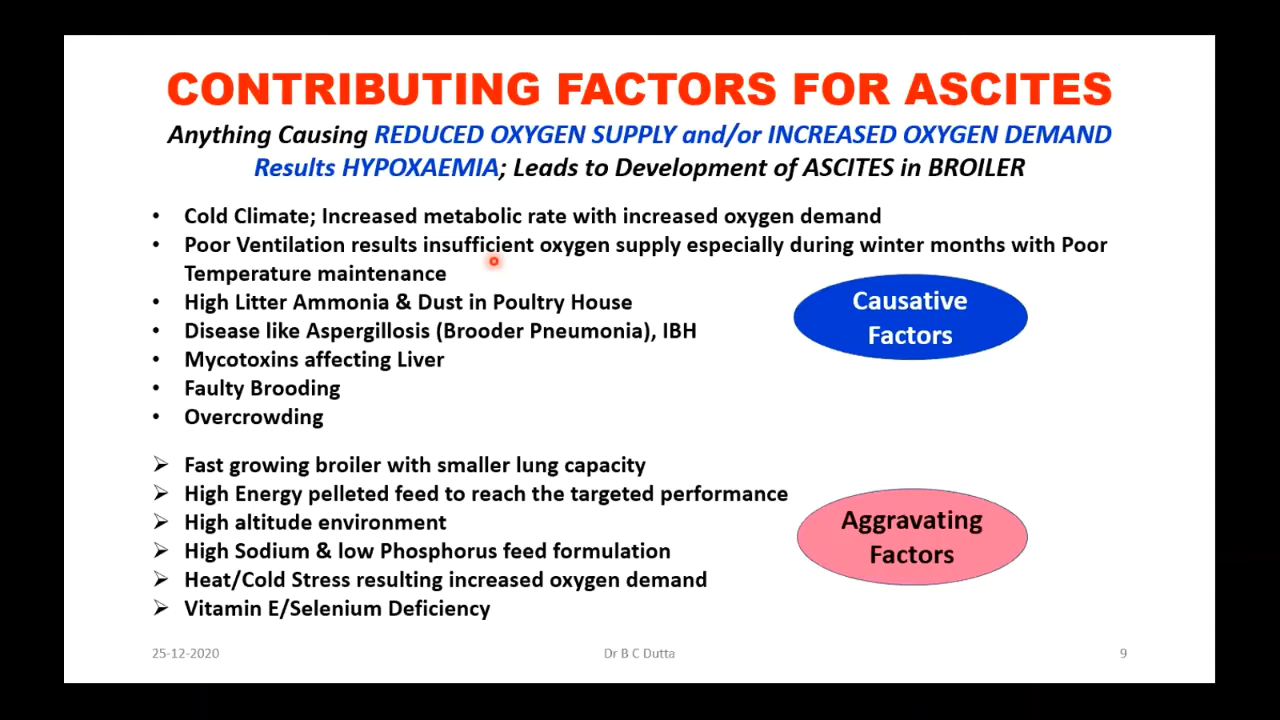 CONTRIBUTING FACTORS FOR ASCITES
Anything Causing REDUCED OXYGEN SUPPLY and/or INCREASED OXYGEN DEMAND
Results HYPOXAEMIA; Leads to Development of ASCITES in BROILER
• Cold Climate; Increased metabolic rate with increased oxygen demand
• Poor Ventilation results insufficient oxygen supply especially during winter months with Poor
Temperature maintenance
• High Litter Ammonia & Dust in Poultry House
• Disease like Aspergillosis (Brooder Pneumonia), IBH
• Mycotoxins affecting Liver
• Faulty Brooding
• Overcrowding
Causative
Factors
➢ Fast growing broiler with smaller lung capacity
➢ High Energy pelleted feed to reach the targeted performance
➢ High altitude environment
➢ High Sodium & low Phosphorus feed formulation
➢ Heat/Cold Stress resulting increased oxygen demand
➢ Vitamin E/Selenium Deficiency
Aggravating
Factors
25-12-2020
Dr B C Dutta
9